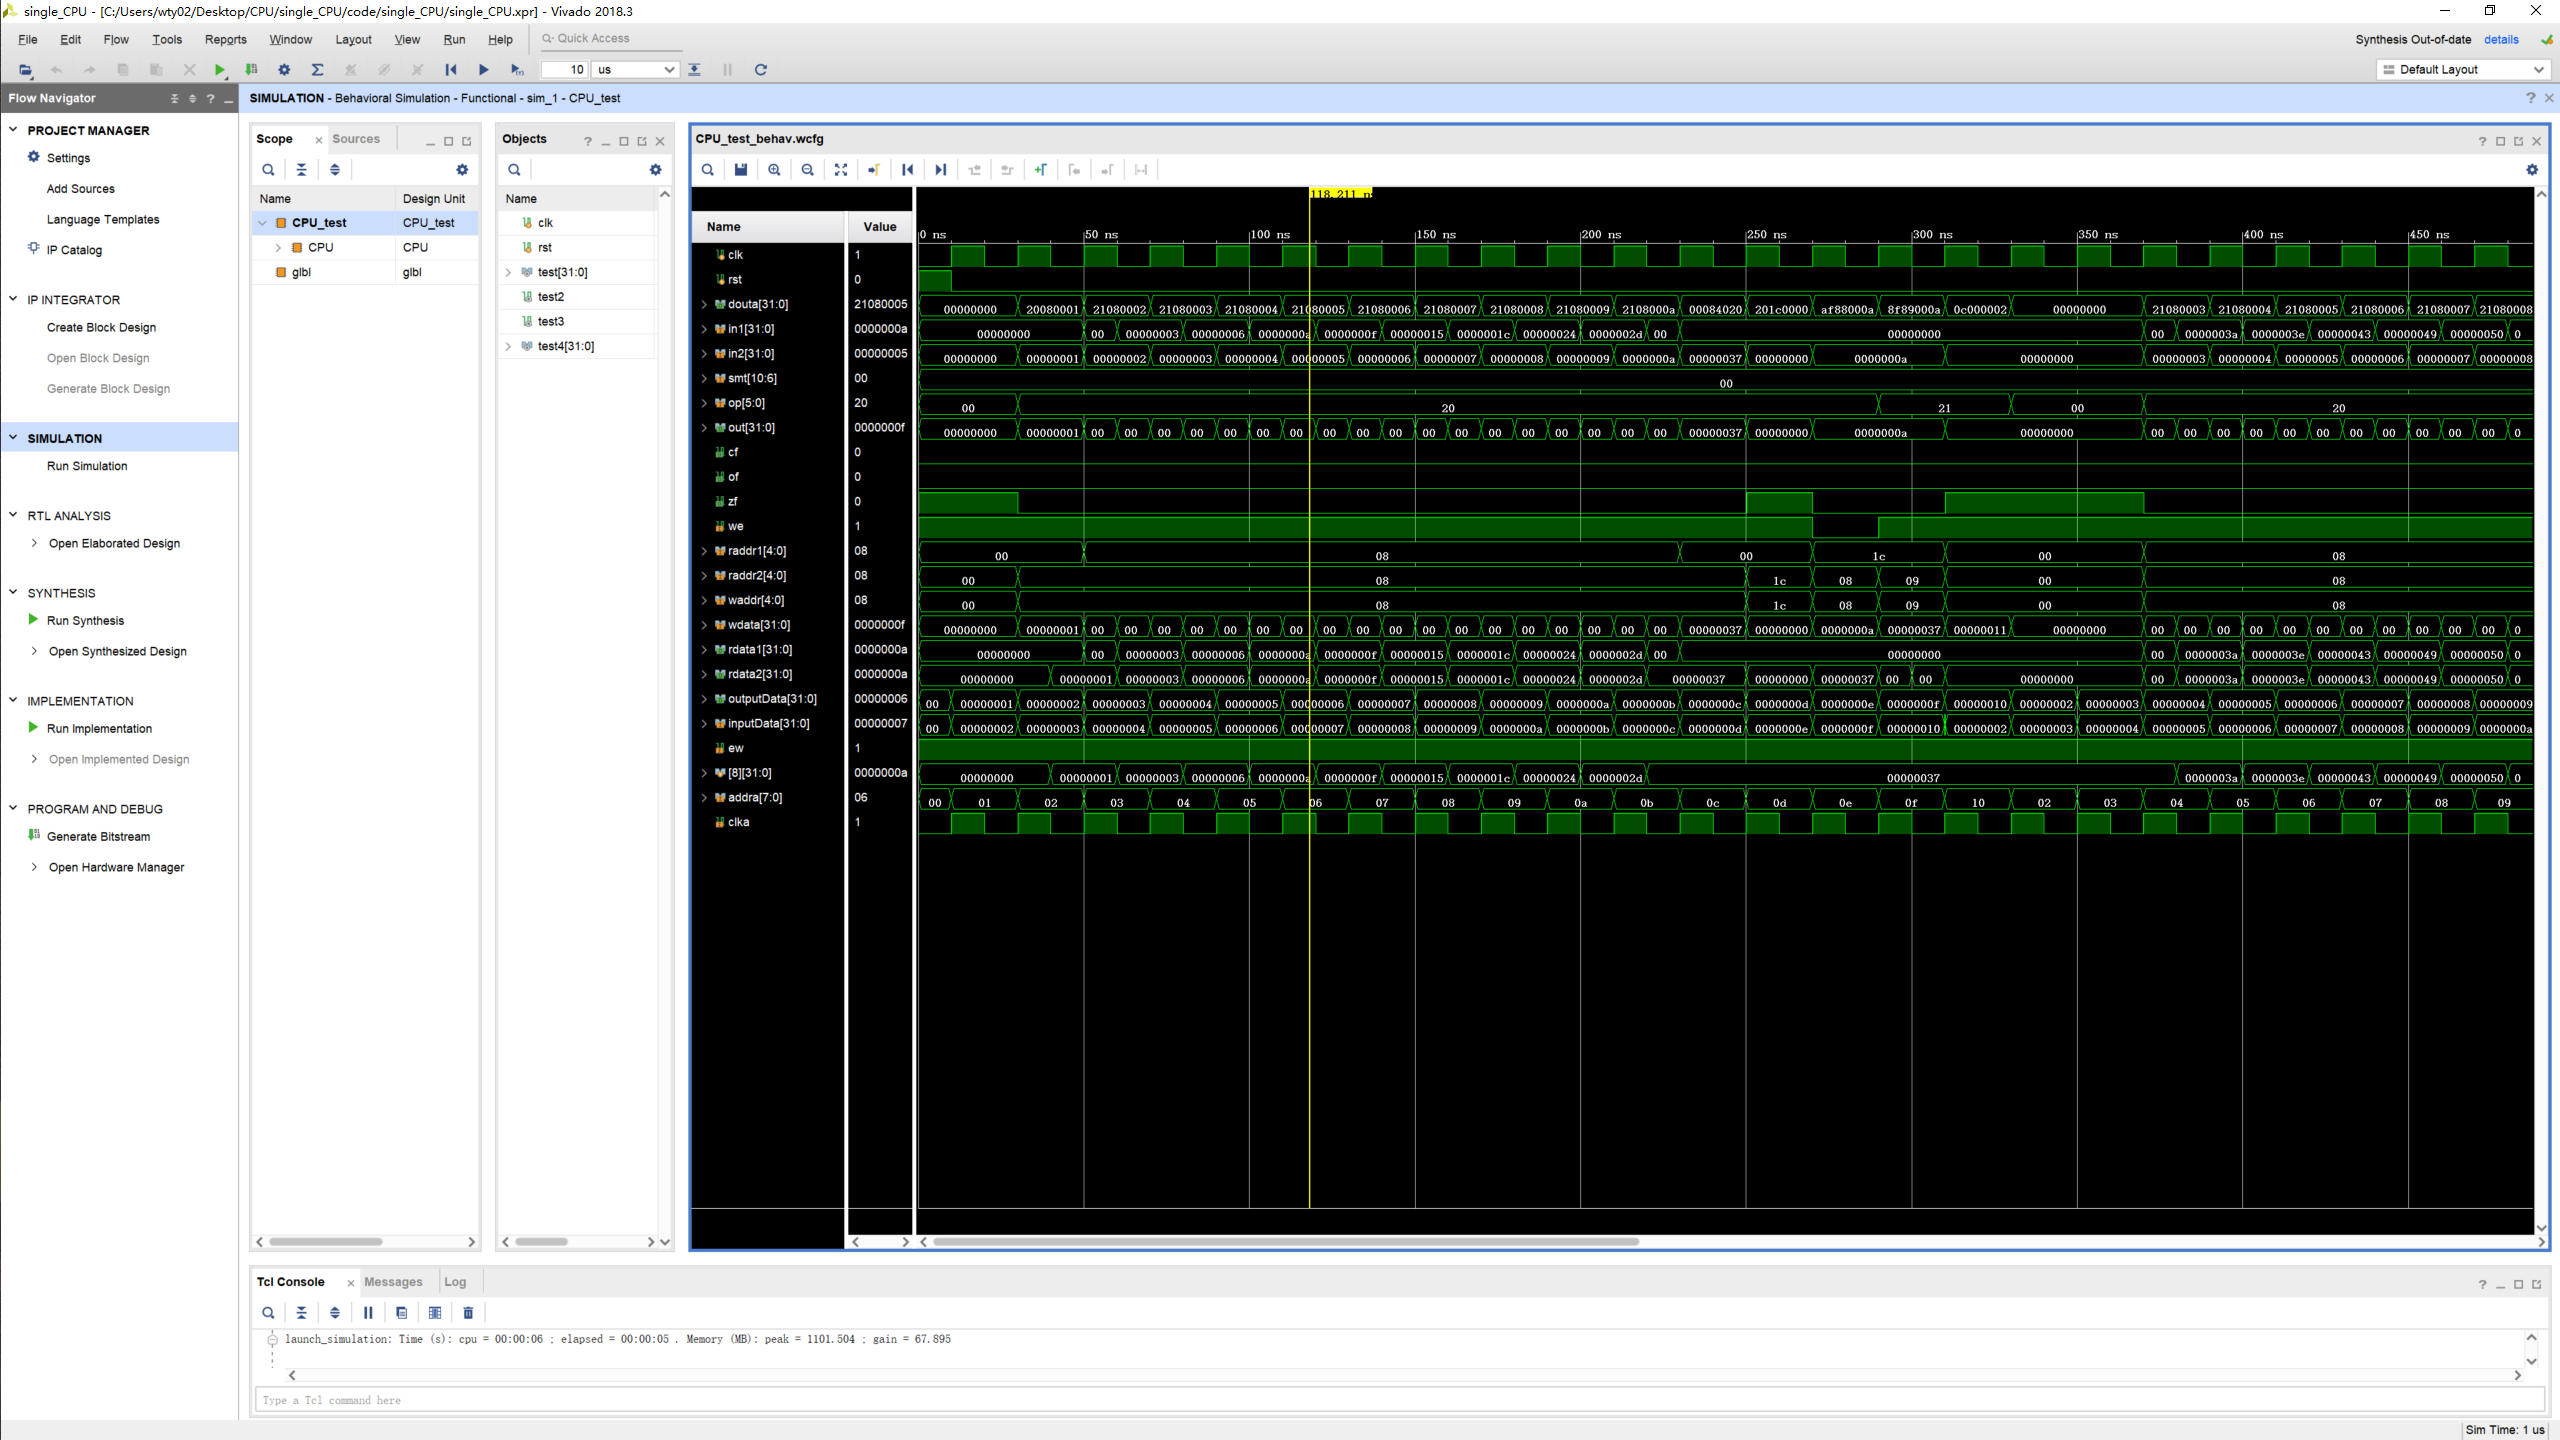 single_CPU - [C:/Users/wty02/Desktop/CPU/single_CPU/code/single_CPU/single_CPU.xpr] - Vivado 2018.3
File Edit Flow Tools Reports Window Layout View Run Help Quick Access
Synthesis Out-of-date details
10 us
Default Layout
Flow Navigator
SIMULATION - Behavioral Simulation - Functional - sim_1 - CPU_test
PROJECT MANAGER
Settings
Add Sources
Language Templates
IP Catalog
IP INTEGRATOR
Create Block Design
Open Block Design
Generate Block Design
SIMULATION
Run Simulation
RTL ANALYSIS
Open Elaborated Design
SYNTHESIS
Run Synthesis
Open Synthesized Design
IMPLEMENTATION
Run Implementation
Open Implemented Design
PROGRAM AND DEBUG
Generate Bitstream
Open Hardware Manager
Scope Sources
Name Design Unit
CPU_test CPU_test
CPU CPU
glbl glbl
Objects
Name
clk
rst
test[31:0]
test2
test3
test4[31:0]
CPU_test_behav.wcfg
118.211 n
Name Value
0 ns 50 ns 100 ns 150 ns 200 ns 250 ns 300 ns 350 ns 400 ns 450 ns
clk 1
rst 0
douta[31:0] 21080005 00000000 20080001 21080002 21080003 21080004 21080005 21080006 21080007 21080008 21080009 2108000a 00084020 201c0000 af88000a 8f89000a 0c000002 00000000 21080003 21080004 21080005 21080006 21080007 21080008
in1[31:0] 0000000a 00000000 00 00000003 00000006 0000000a 0000000f 00000015 0000001c 00000024 0000002d 00 00000000 00 0000003a 0000003e 00000043 00000049 00000050 0
in2[31:0] 00000005 00000000 00000001 00000002 00000003 00000004 00000005 00000006 00000007 00000008 00000009 0000000a 00000037 00000000 0000000a 00000000 00000003 00000004 00000005 00000006 00000007 00000008
smt[10:6] 00 00
op[5:0] 20 00 20 21 00 20
out[31:0] 0000000f 00000000 00000001 00 00 00 00 00 00 00 00 00 00 00 00 00 00 00 00 00 00 00000037 00000000 0000000a 00000000 00 00 00 00 00 00 00 00 00 00 00 0
cf 0
of 0
zf 0
we 1
raddr1[4:0] 08 00 08 00 1c 00 08
raddr2[4:0] 08 00 08 1c 08 09 00 08
waddr[4:0] 08 00 08 1c 08 09 00 08
wdata[31:0] 0000000f 00000000 00000001 00 00 00 00 00 00 00 00 00 00 00 00 00 00 00 00 00 00 00000037 00000000 0000000a 00000037 00000011 00000000 00 00 00 00 00 00 00 00 00 00 00 0
rdata1[31:0] 0000000a 00000000 00 00000003 00000006 0000000a 0000000f 00000015 0000001c 00000024 0000002d 00 00000000 00 0000003a 0000003e 00000043 00000049 00000050 0
rdata2[31:0] 0000000a 00000000 00000001 00000003 00000006 0000000a 0000000f 00000015 0000001c 00000024 0000002d 00000037 00000000 00000037 00 00 00000000 00 0000003a 0000003e 00000043 00000049 00000050 0
outputData[31:0] 00000006 00 00000001 00000002 00000003 00000004 00000005 00000006 00000007 00000008 00000009 0000000a 0000000b 0000000c 0000000d 0000000e 0000000f 00000010 00000002 00000003 00000004 00000005 00000006 00000007 00000008 00000009
inputData[31:0] 00000007 00 00000002 00000003 00000004 00000005 00000006 00000007 00000008 00000009 0000000a 0000000b 0000000c 0000000d 0000000e 0000000f 00000010 00000002 00000003 00000004 00000005 00000006 00000007 00000008 00000009 0000000a
ew 1
[8][31:0] 0000000a 00000000 00000001 00000003 00000006 0000000a 0000000f 00000015 0000001c 00000024 0000002d 00000037 0000003a 0000003e 00000043 00000049 00000050 0
addra[7:0] 06 00 01 02 03 04 05 06 07 08 09 0a 0b 0c 0d 0e 0f 10 02 03 04 05 06 07 08 09
clka 1
Tcl Console Messages Log
launch_simulation: Time (s): cpu = 00:00:06 ; elapsed = 00:00:05 . Memory (MB): peak = 1101.504 ; gain = 67.895
Type a Tcl command here
Sim Time: 1 us